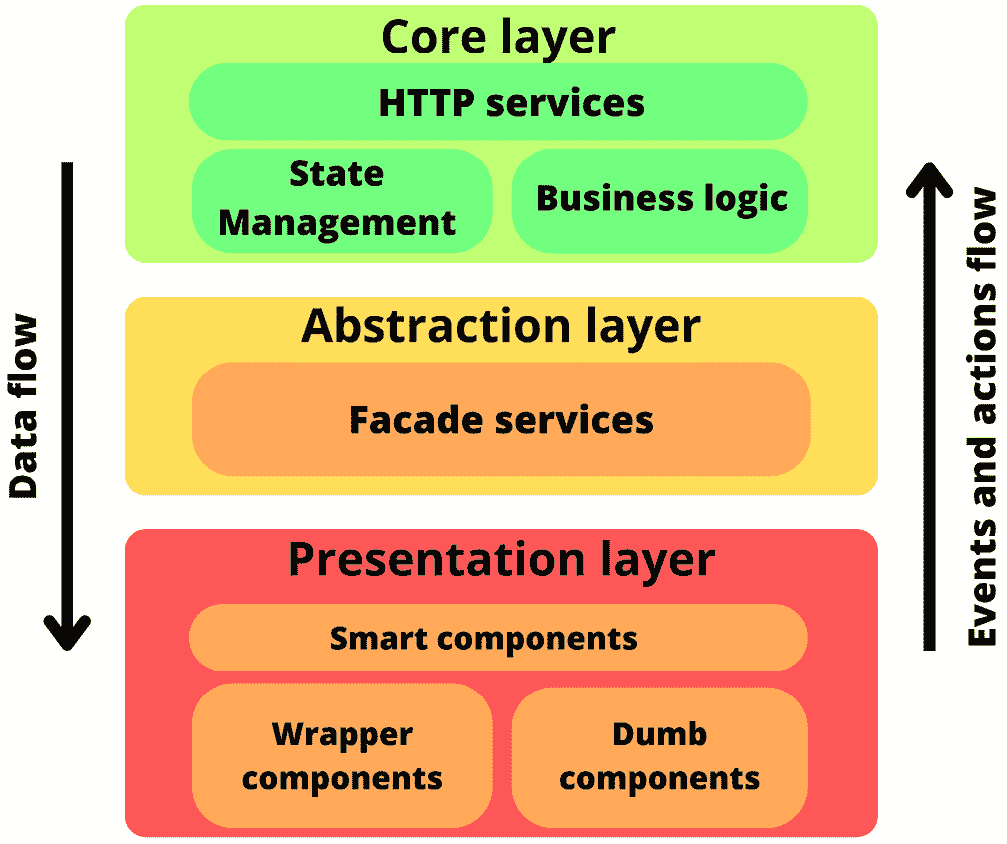 Core layer
HTTP services
State
Management
Business logic
Data flow
Events and actions flow
Abstraction layer
Facade services
Presentation layer
Smart components
Wrapper
components
Dumb
components